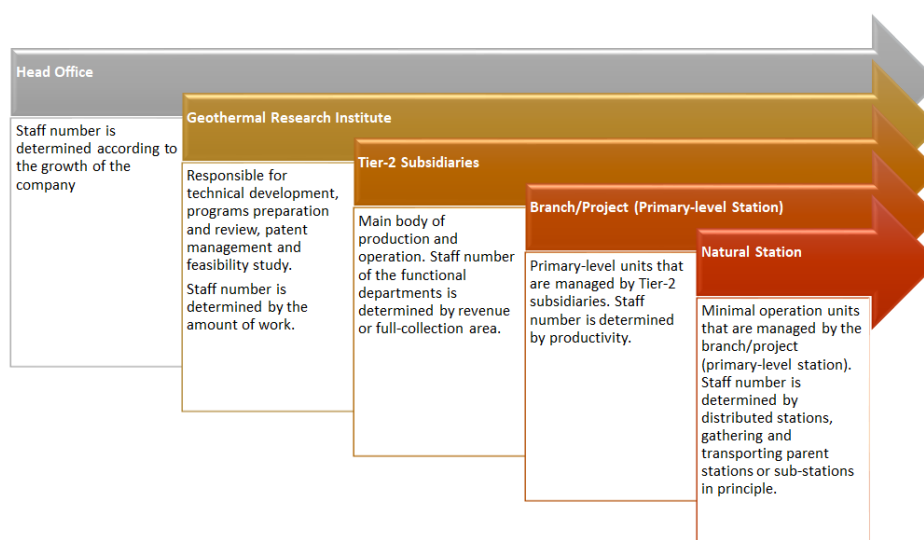 Head Office
Staff number is
determined according to
the growth of the
company
Geothermal Research Institute
Responsible for
technical development,
programs preparation
and review, patent
management and
feasibility study.
Staff number is
determined by the
amount of work.
Tier-2 Subsidiaries
Main body of
production and
operation. Staff number
of the functional
departments is
determined by revenue
or full-collection area.
Branch/Project (Primary-level Station)
Primary-level units that
are managed by Tier-2
subsidiaries. Staff
number is determined
by productivity.
Natural Station
Minimal operation units
that are managed by the
branch/project
(primary-level station).
Staff number is
determined by
distributed stations,
gathering and
transporting parent
stations or sub-stations
in principle.